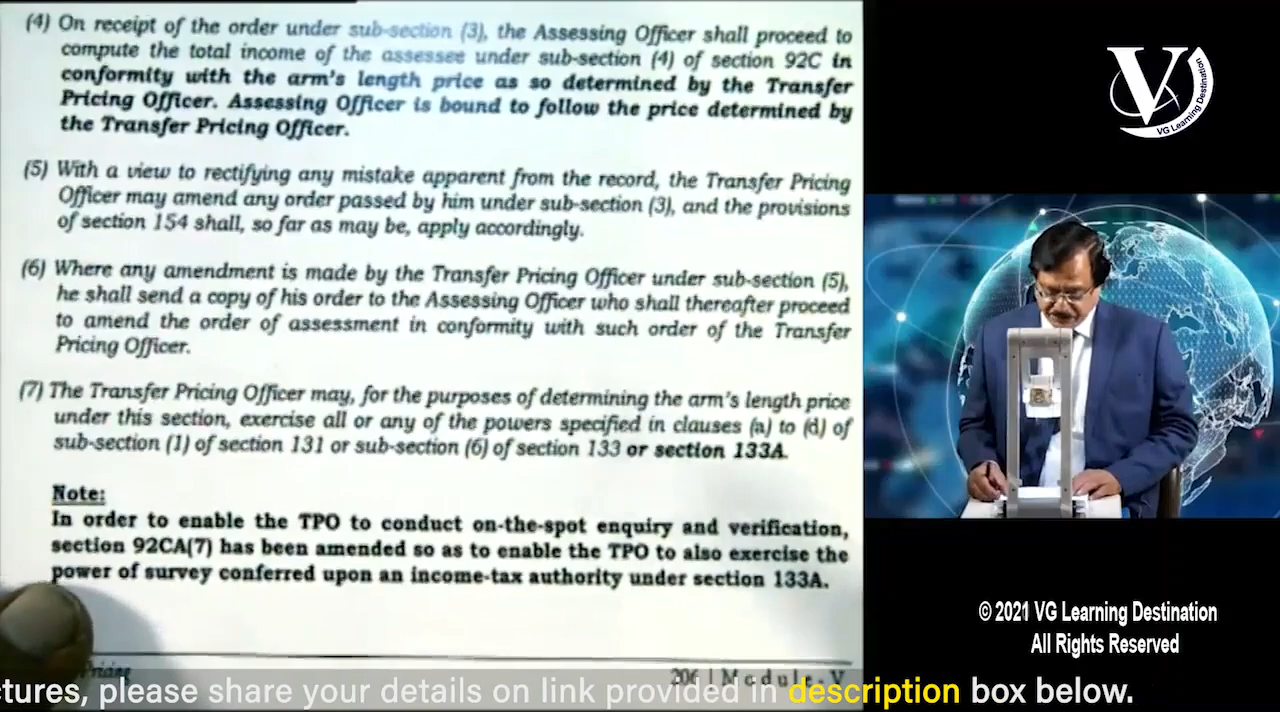 (4) On receipt of the order under sub-section (3), the Assessing Officer shall proceed to
compute the total income of the assessee under sub-section (4) of section 92C in
conformity with the arm's length price as so determined by the Transfer
Pricing Officer. Assessing Officer is bound to follow the price determined by
the Transfer Pricing Officer.
(5) With a view to rectifying any mistake apparent from the record, the Transfer Pricing
Officer may amend any order passed by him under sub-section (3), and the provisions
of section 154 shall, so far as may be, apply accordingly.
(6) Where any amendment is made by the Transfer Pricing Officer under sub-section (5),
he shall send a copy of his order to the Assessing Officer who shall thereafter proceed
to amend the order of assessment in conformity with such order of the Transfer
Pricing Officer.
(7) The Transfer Pricing Officer may, for the purposes of determining the arm's length price
under this section, exercise all or any of the powers specified in clauses (a) to (d) of
sub-section (1) of section 131 or sub-section (6) of section 133 or section 133A.
Note:
In order to enable the TPO to conduct on-the-spot enquiry and verification,
section 92CA(7) has been amended so as to enable the TPO to also exercise the
power of survey conferred upon an income-tax authority under section 133A.
Pricing
206 | Module - V
V
VG Learning Destination
© 2021 VG Learning Destination
All Rights Reserved
ctures, please share your details on link provided in description box below.